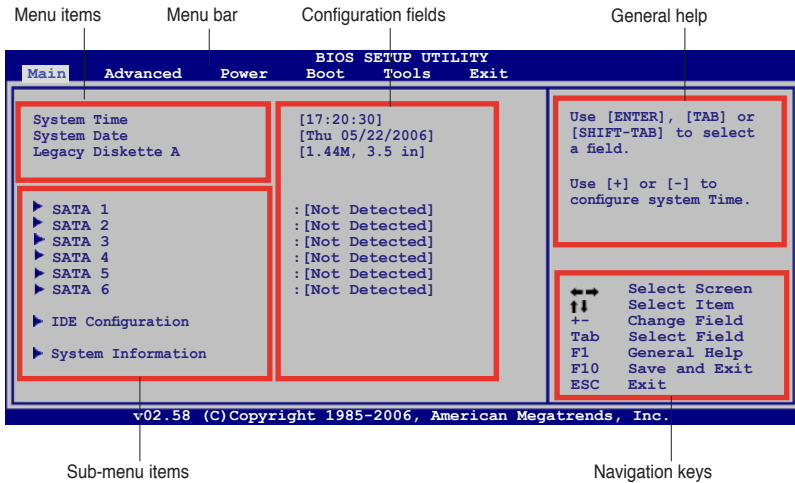 Menu items Menu bar Configuration fields General help
BIOS SETUP UTILITY
Main Advanced Power Boot Tools Exit
System Time [17:20:30]
System Date [Thu 05/22/2006]
Legacy Diskette A [1.44M, 3.5 in]
SATA 1 :[Not Detected]
SATA 2 :[Not Detected]
SATA 3 :[Not Detected]
SATA 4 :[Not Detected]
SATA 5 :[Not Detected]
SATA 6 :[Not Detected]
IDE Configuration
System Information
Use [ENTER], [TAB] or
[SHIFT-TAB] to select
a field.
Use [+] or [-] to
configure system Time.
←→ Select Screen
↑↓ Select Item
+- Change Field
Tab Select Field
F1 General Help
F10 Save and Exit
ESC Exit
v02.58 (C)Copyright 1985-2006, American Megatrends, Inc.
Sub-menu items Navigation keys